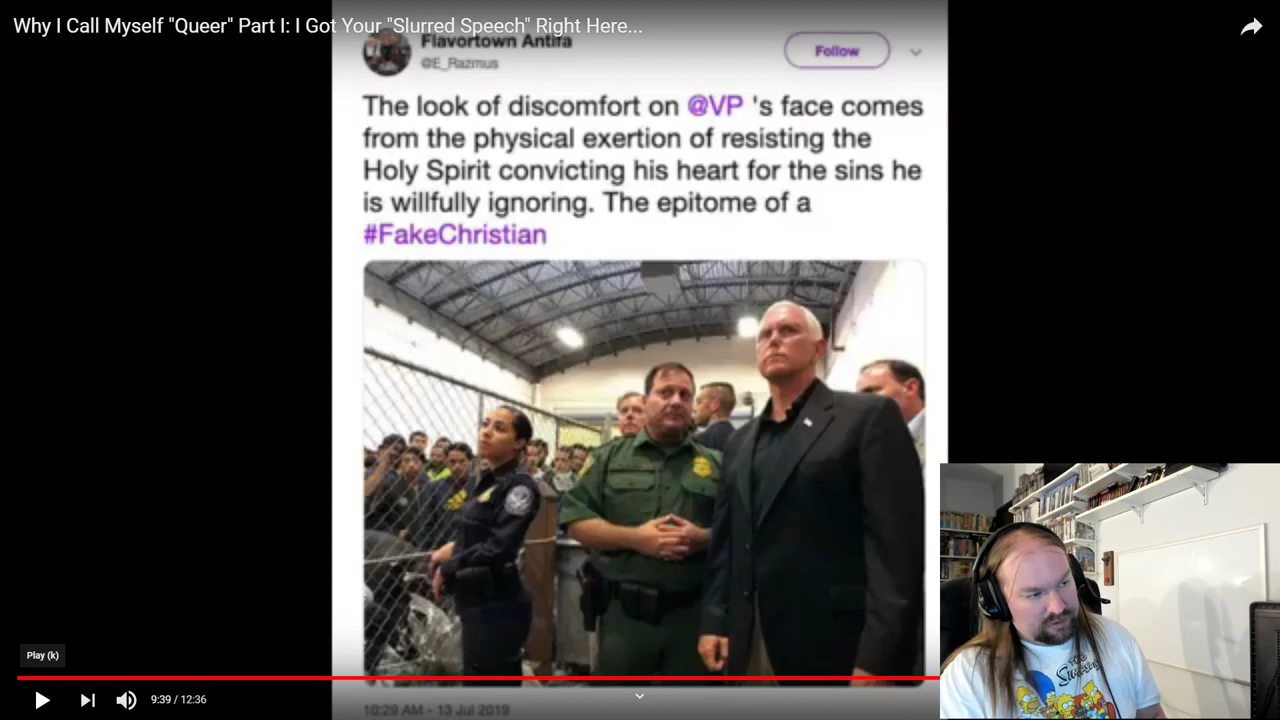 Why I Call Myself "Queer" Part I: I Got Your "Slurred Speech" Right Here...
Flavortown Antifa
@E_Razmus
Follow
The look of discomfort on @VP 's face comes
from the physical exertion of resisting the
Holy Spirit convicting his heart for the sins he
is willfully ignoring. The epitome of a
#FakeChristian
Play (k)
9:39 / 12:36
10:29 AM - 13 Jul 2019
The